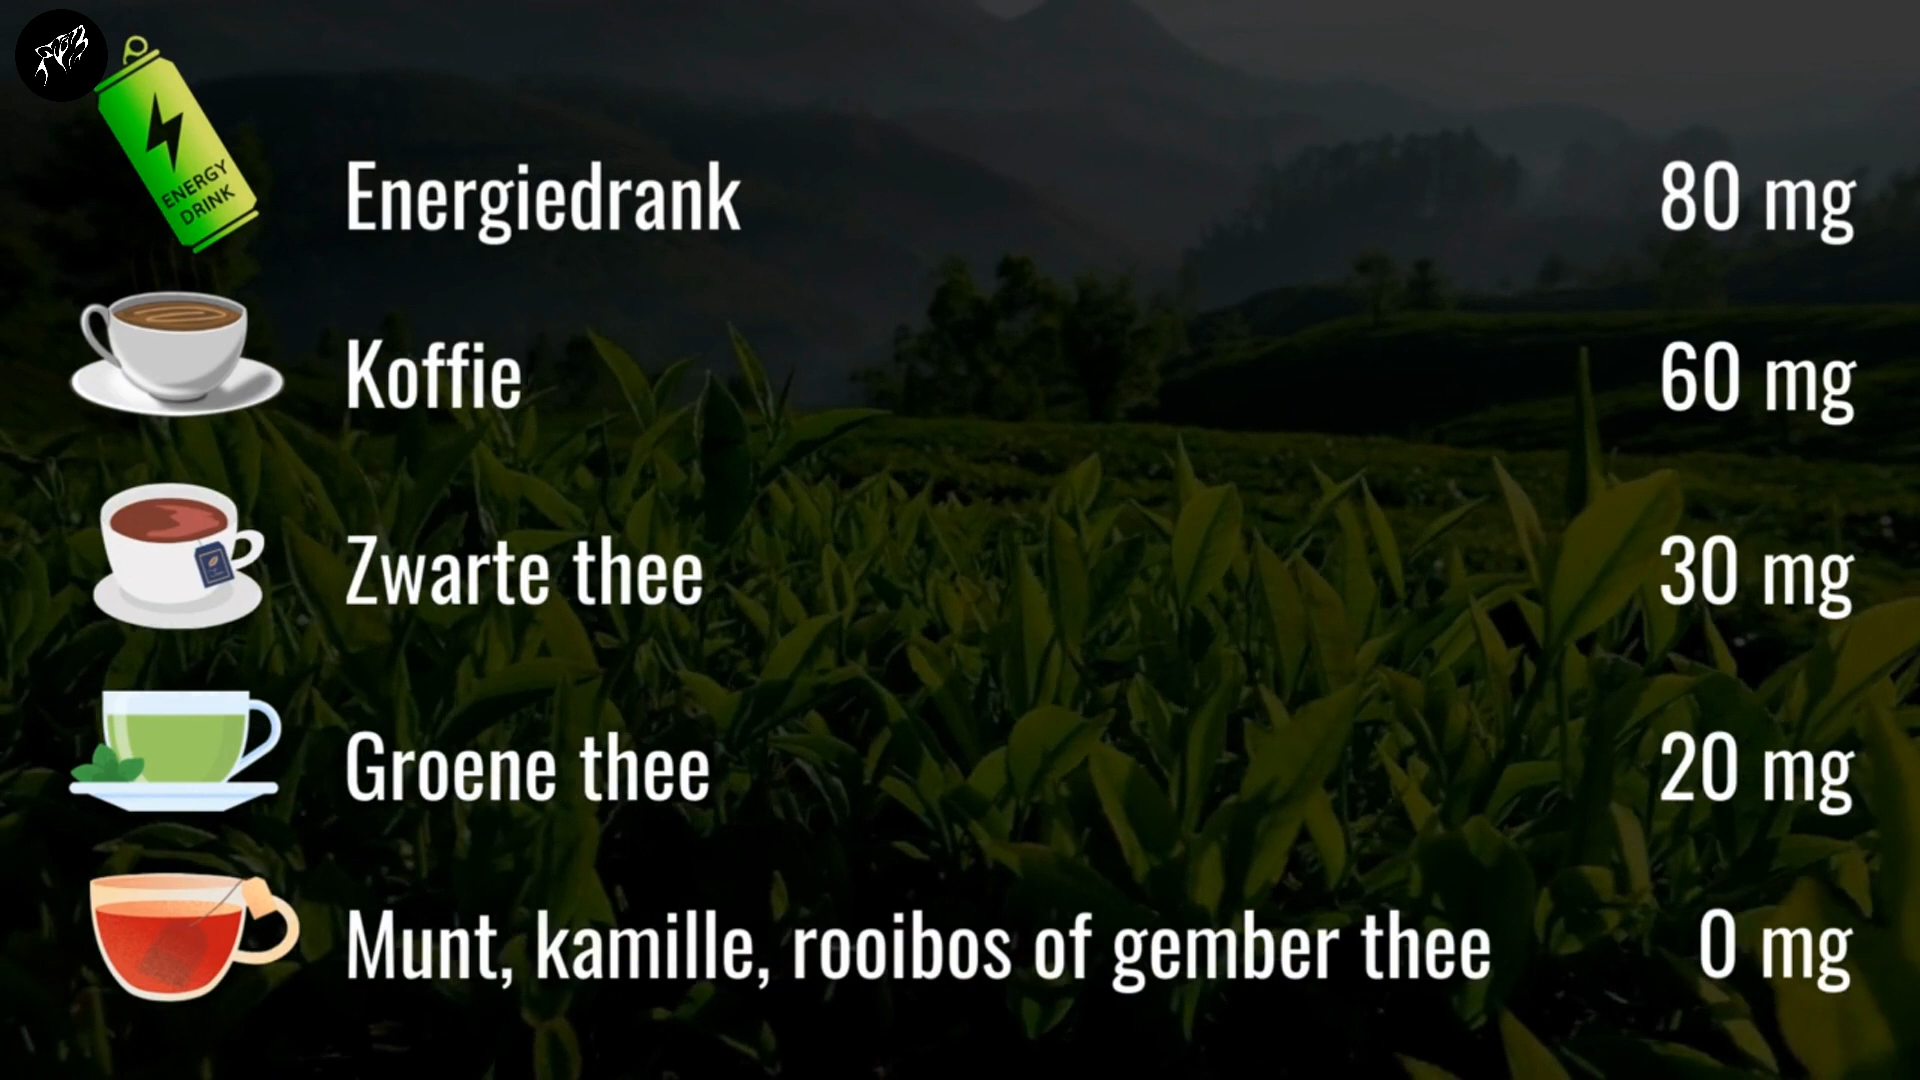 ENERGY
DRINK
Energiedrank 80 mg
Koffie 60 mg
Zwarte thee 30 mg
Groene thee 20 mg
Munt, kamille, rooibos of gember thee 0 mg